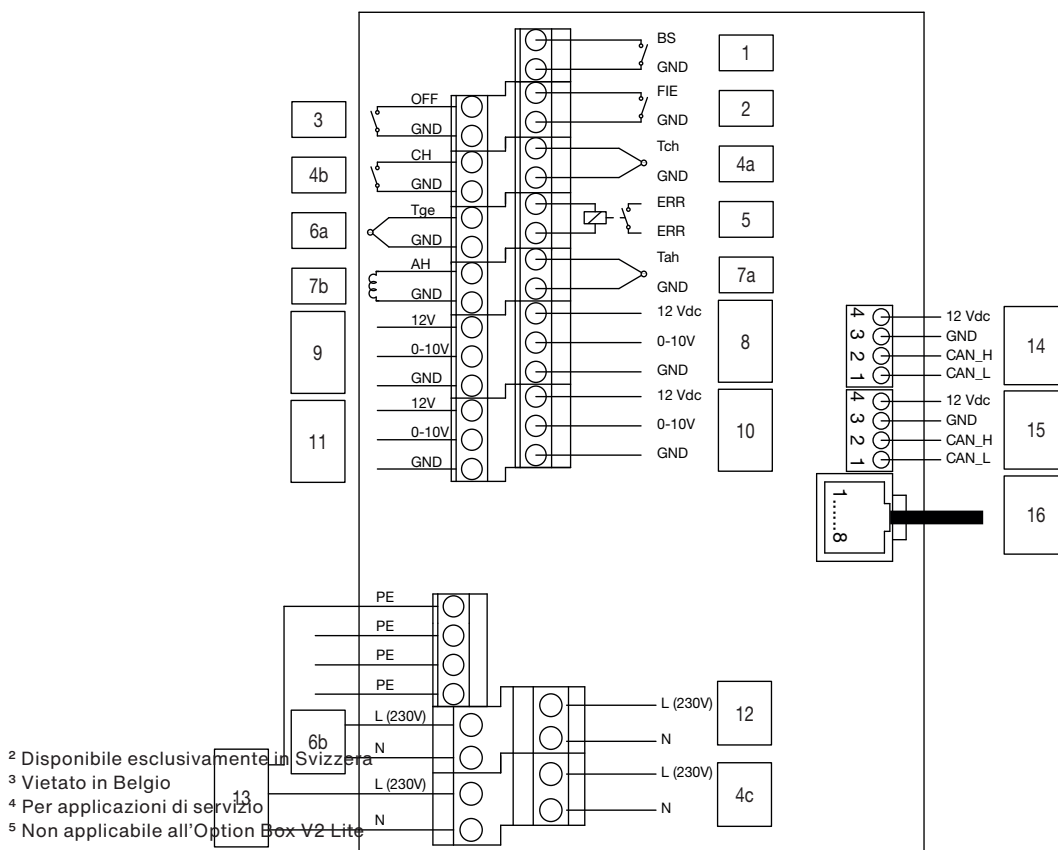 BS
1
GND
FIE
2
GND
OFF
3
GND
Tch
4a
GND
CH
4b
GND
ERR
5
ERR
Tge
6a
GND
Tah
7a
GND
AH
7b
GND
12 Vdc
0-10V
8
GND
12V
9
0-10V
GND
12 Vdc
0-10V
10
GND
12V
11
0-10V
GND
4 3 2 1
12 Vdc
GND
CAN_H
CAN_L
14
4 3 2 1
12 Vdc
GND
CAN_H
CAN_L
15
1......8
16
PE
PE
PE
PE
L (230V)
6b
N
L (230V)
13
N
L (230V)
12
N
L (230V)
4c
N
² Disponibile esclusivamente in Svizzera
³ Vietato in Belgio
⁴ Per applicazioni di servizio
⁵ Non applicabile all'Option Box V2 Lite